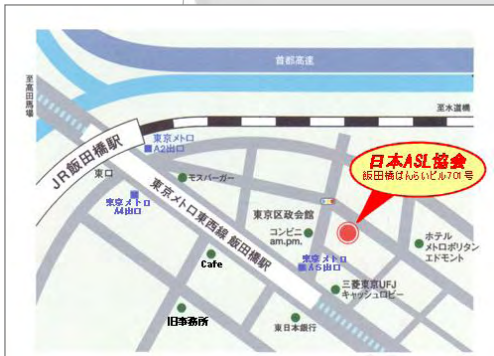 首都高速
至高田馬場
至水道橋
東京メトロ
A2出口
JR飯田橋駅
日本ASL協会
飯田橋ばんらいビル701号
東口
モスバーガー
東京メトロ
A4出口
東京メトロ東西線 飯田橋駅
東京区政会館
コンビニ
am.pm.
ホテル
メトロポリタン
エドモント
東京メトロ
Cafe
三菱東京UFJ
キャッシュロビー
旧事務所
東日本銀行